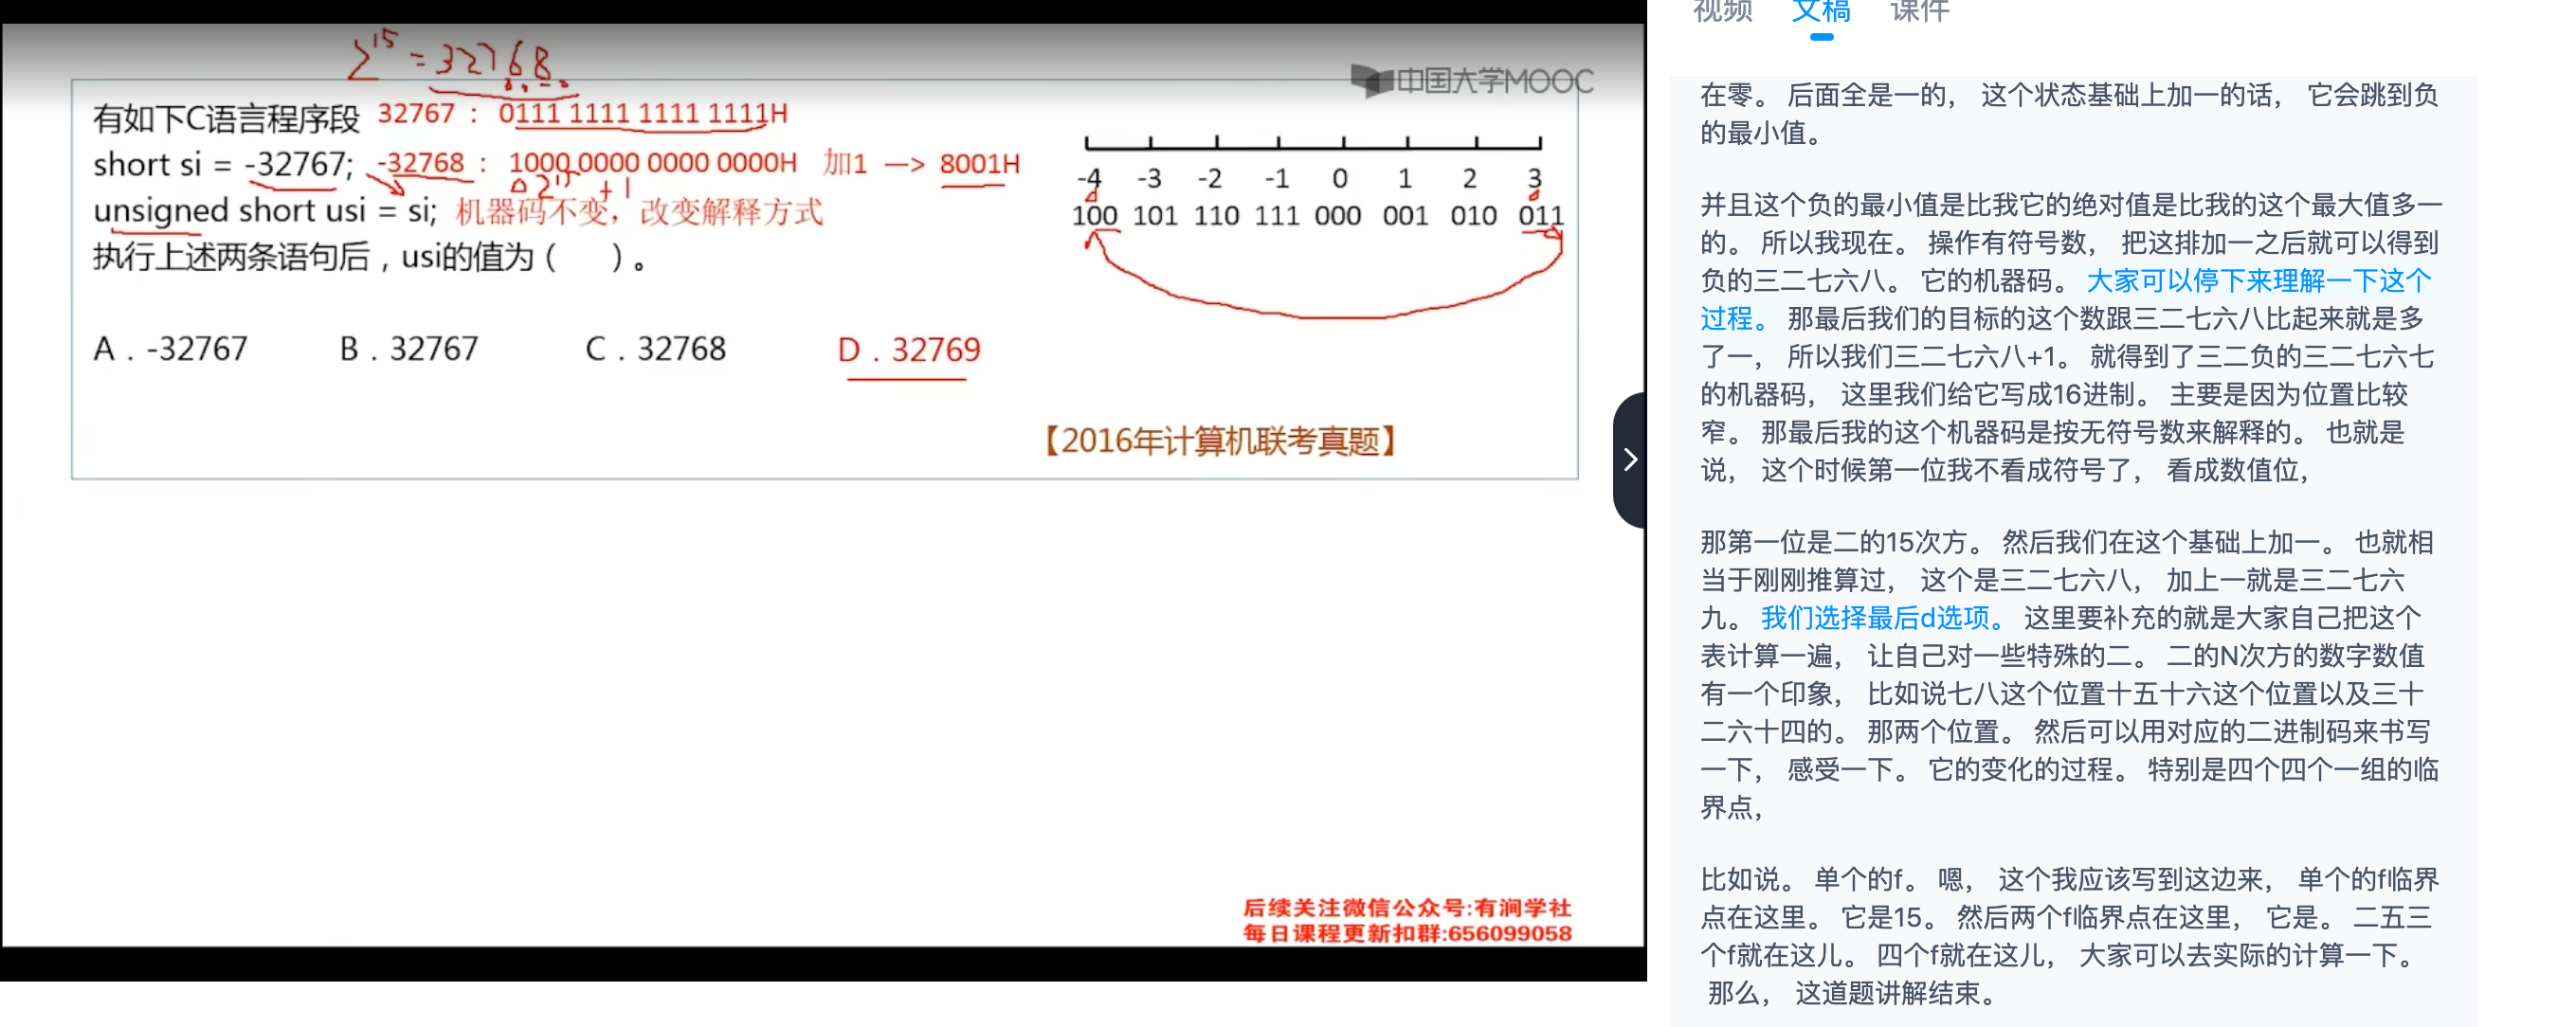 2^15 = 32768
中国大学MOOC
有如下C语言程序段 32767： 0111 1111 1111 1111H
short si = -32767; -32768： 1000 0000 0000 0000H 加1 —> 8001H
2^15 +1
unsigned short usi = si; 机器码不变，改变解释方式
执行上述两条语句后，usi的值为（ ）。
-4 -3 -2 -1 0 1 2 3
100 101 110 111 000 001 010 011
A．-32767 B．32767 C．32768 D．32769
【2016年计算机联考真题】
后续关注微信公众号:有涧学社
每日课程更新扣群:656099058
视频 文稿 课件
在零。 后面全是一的， 这个状态基础上加一的话， 它会跳到负
的最小值。
并且这个负的最小值是比我它的绝对值是比我的这个最大值多一
的。 所以我现在。 操作有符号数， 把这排加一之后就可以得到
负的三二七六八。 它的机器码。 大家可以停下来理解一下这个
过程。 那最后我们的目标的这个数跟三二七六八比起来就是多
了一， 所以我们三二七六八+1。 就得到了三二负的三二七六七
的机器码， 这里我们给它写成16进制。 主要是因为位置比较
窄。 那最后我的这个机器码是按无符号数来解释的。 也就是
说， 这个时候第一位我不看成符号了， 看成数值位，
那第一位是二的15次方。 然后我们在这个基础上加一。 也就相
当于刚刚推算过， 这个是三二七六八， 加上一就是三二七六
九。 我们选择最后d选项。 这里要补充的就是大家自己把这个
表计算一遍， 让自己对一些特殊的二。 二的N次方的数字数值
有一个印象， 比如说七八这个位置十五十六这个位置以及三十
二六十四的。 那两个位置。 然后可以用对应的二进制码来书写
一下， 感受一下。 它的变化的过程。 特别是四个四个一组的临
界点，
比如说。 单个的f。 嗯， 这个我应该写到这边来， 单个的f临界
点在这里。 它是15。 然后两个f临界点在这里， 它是。 二五三
个f就在这儿。 四个f就在这儿， 大家可以去实际的计算一下。
那么， 这道题讲解结束。